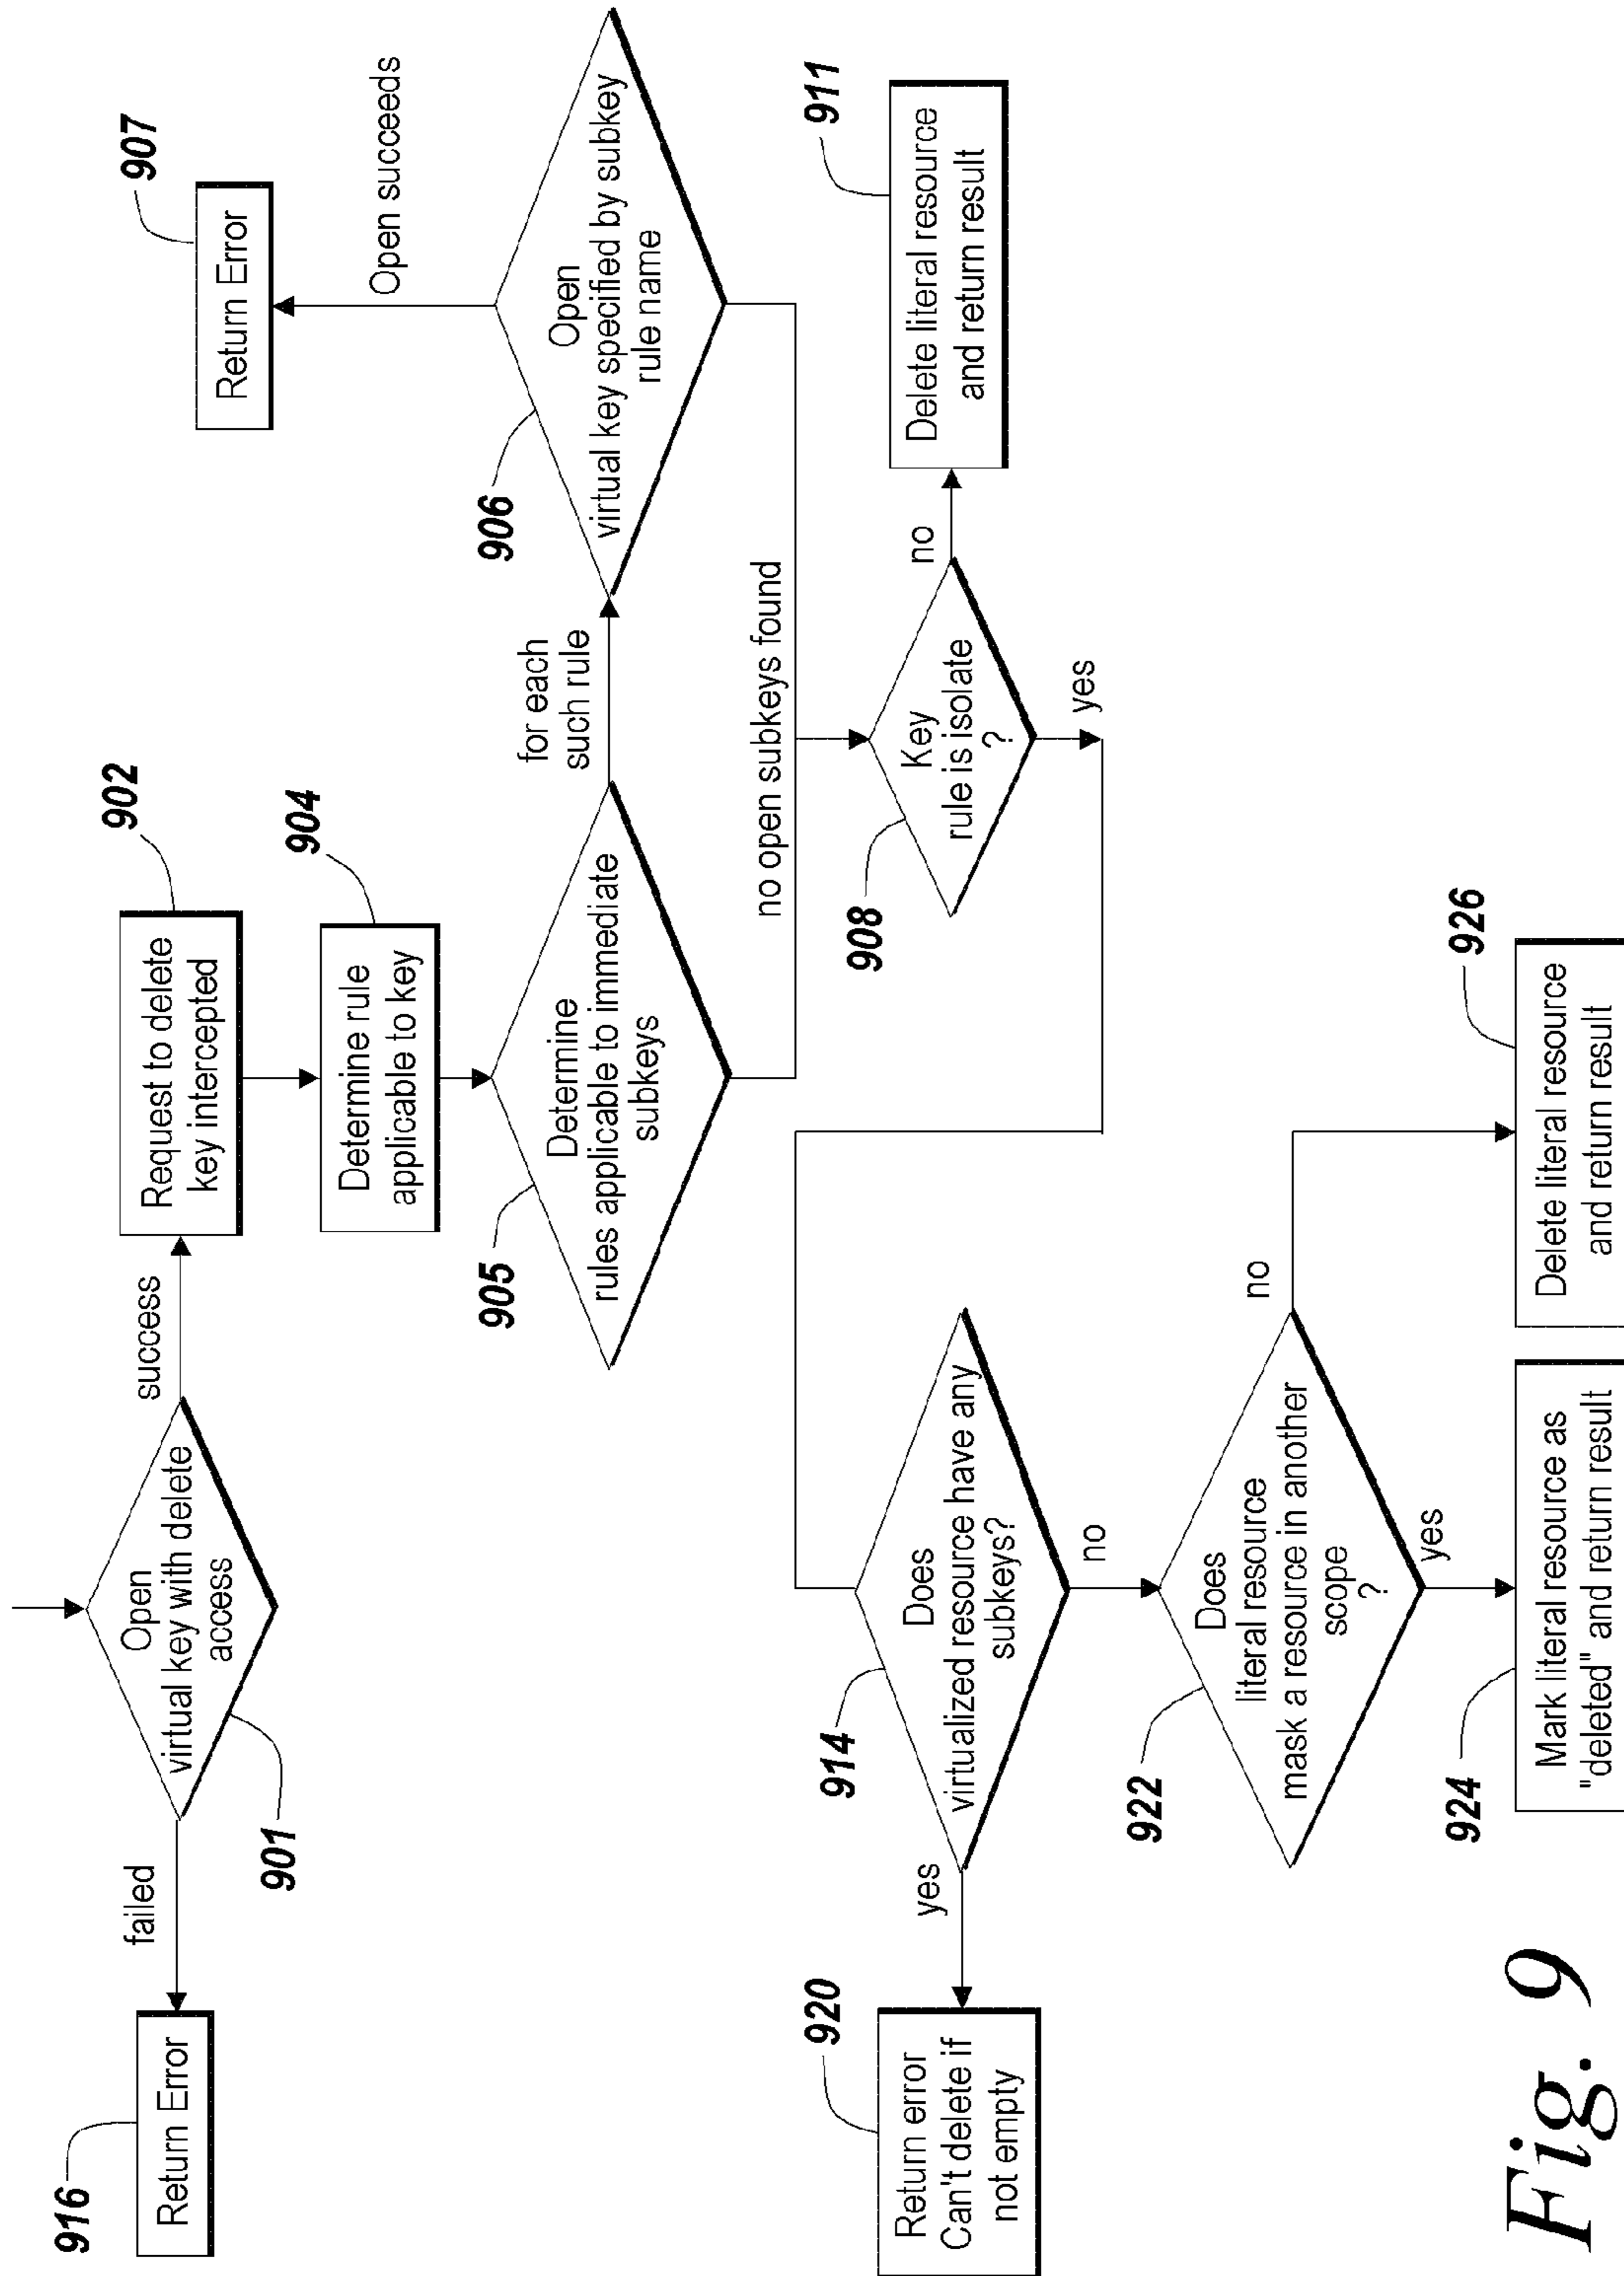 916
Return Error
failed
Open
virtual key with delete
access
901
success
902
Request to delete
key intercepted
904
Determine rule
applicable to key
905
Determine
rules applicable to immediate
subkeys
for each
such rule
906
Open
virtual key specified by subkey
rule name
Open succeeds
907
Return Error
no open subkeys found
908
Key
rule is isolate
?
no
911
Delete literal resource
and return result
yes
914
Does
virtualized resource have any
subkeys?
yes
920
Return error
Can't delete if
not empty
no
922
Does
literal resource
mask a resource in another
scope
?
yes
924
Mark literal resource as
"deleted" and return result
no
926
Delete literal resource
and return result
Fig. 9